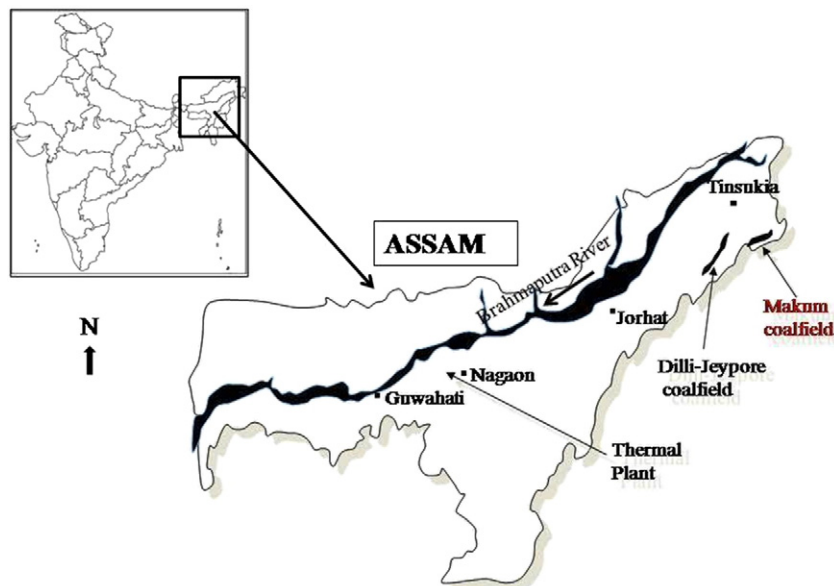 ASSAM
Brahmaputra River
Tinsukia
N
Jorhat
Makum
coalfield
Dilli-Jeypore
coalfield
Nagaon
Guwahati
Thermal
Plant